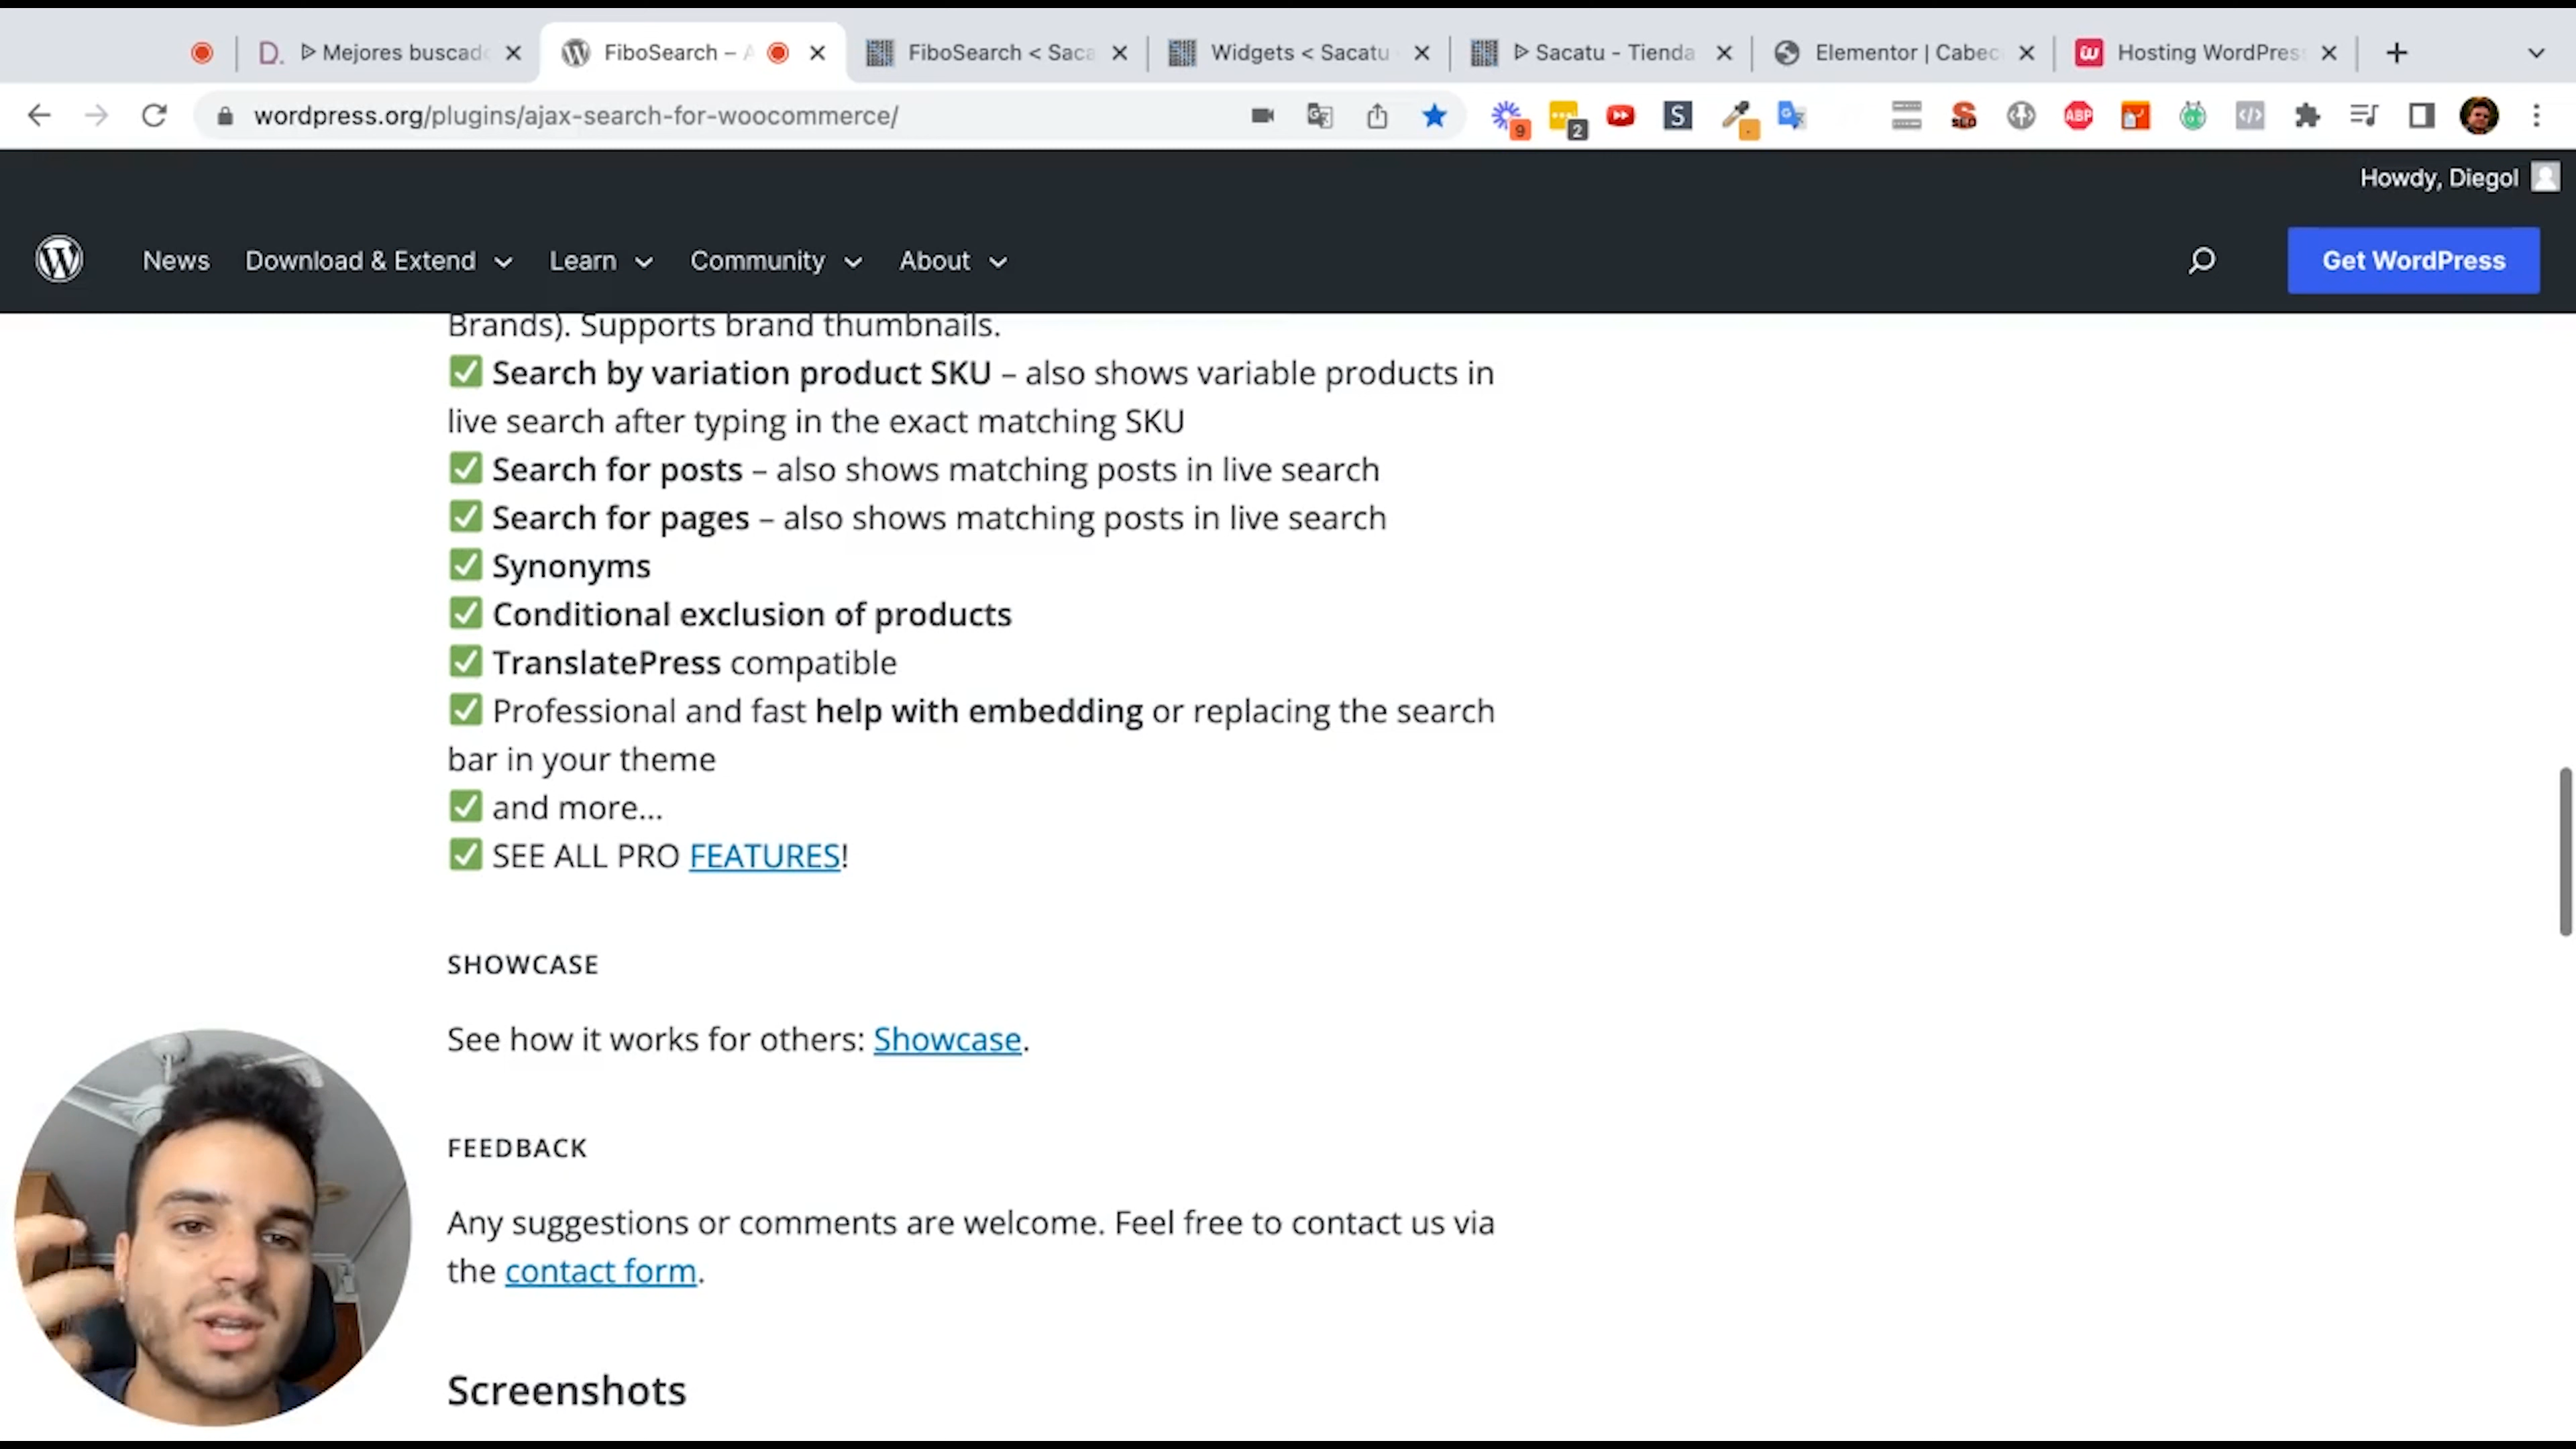 ▷ Mejores buscad
FiboSearch – A
FiboSearch < Saca
Widgets < Sacatu
▷ Sacatu - Tienda
Elementor | Cabec
Hosting WordPres
wordpress.org/plugins/ajax-search-for-woocommerce/
9
2
S
SEO
ABP
Howdy, Diegol
News Download & Extend Learn Community About Get WordPress
Brands). Supports brand thumbnails.
✅ Search by variation product SKU – also shows variable products in
live search after typing in the exact matching SKU
✅ Search for posts – also shows matching posts in live search
✅ Search for pages – also shows matching posts in live search
✅ Synonyms
✅ Conditional exclusion of products
✅ TranslatePress compatible
✅ Professional and fast help with embedding or replacing the search
bar in your theme
✅ and more...
✅ SEE ALL PRO FEATURES!
SHOWCASE
See how it works for others: Showcase.
FEEDBACK
Any suggestions or comments are welcome. Feel free to contact us via
the contact form.
Screenshots